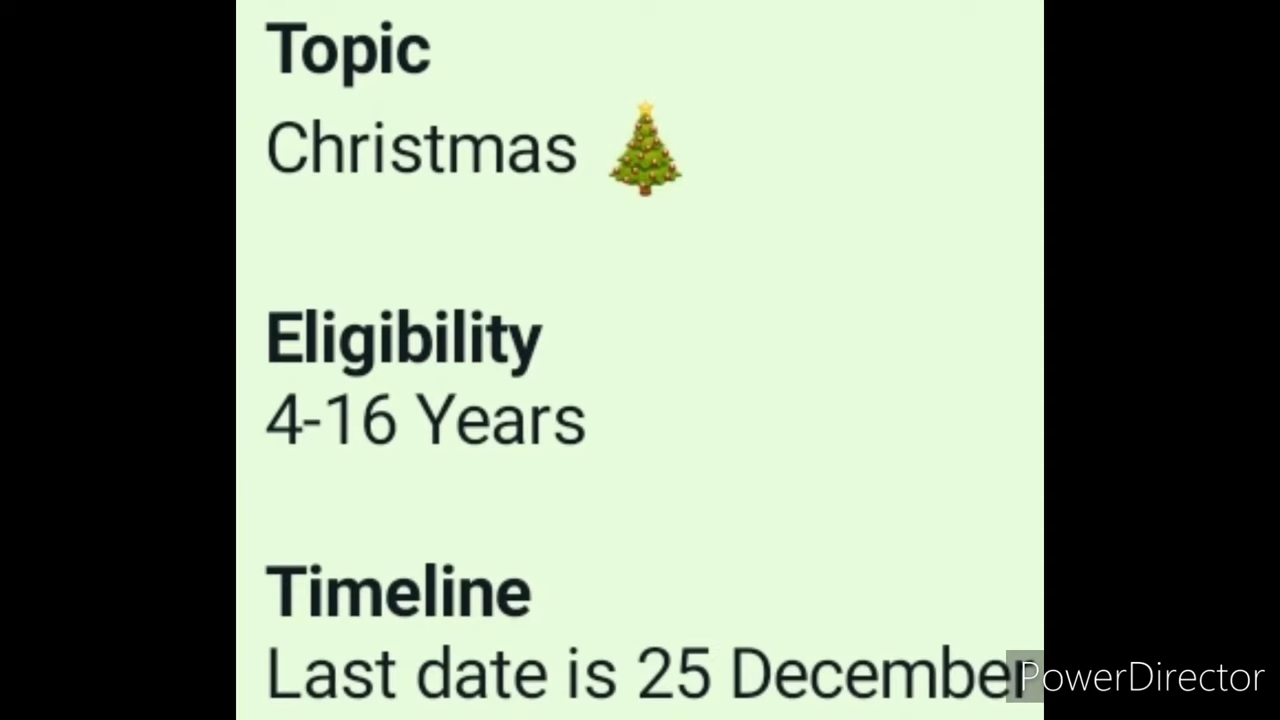 Topic
Christmas 🎄
Eligibility
4-16 Years
Timeline
Last date is 25 December
PowerDirector